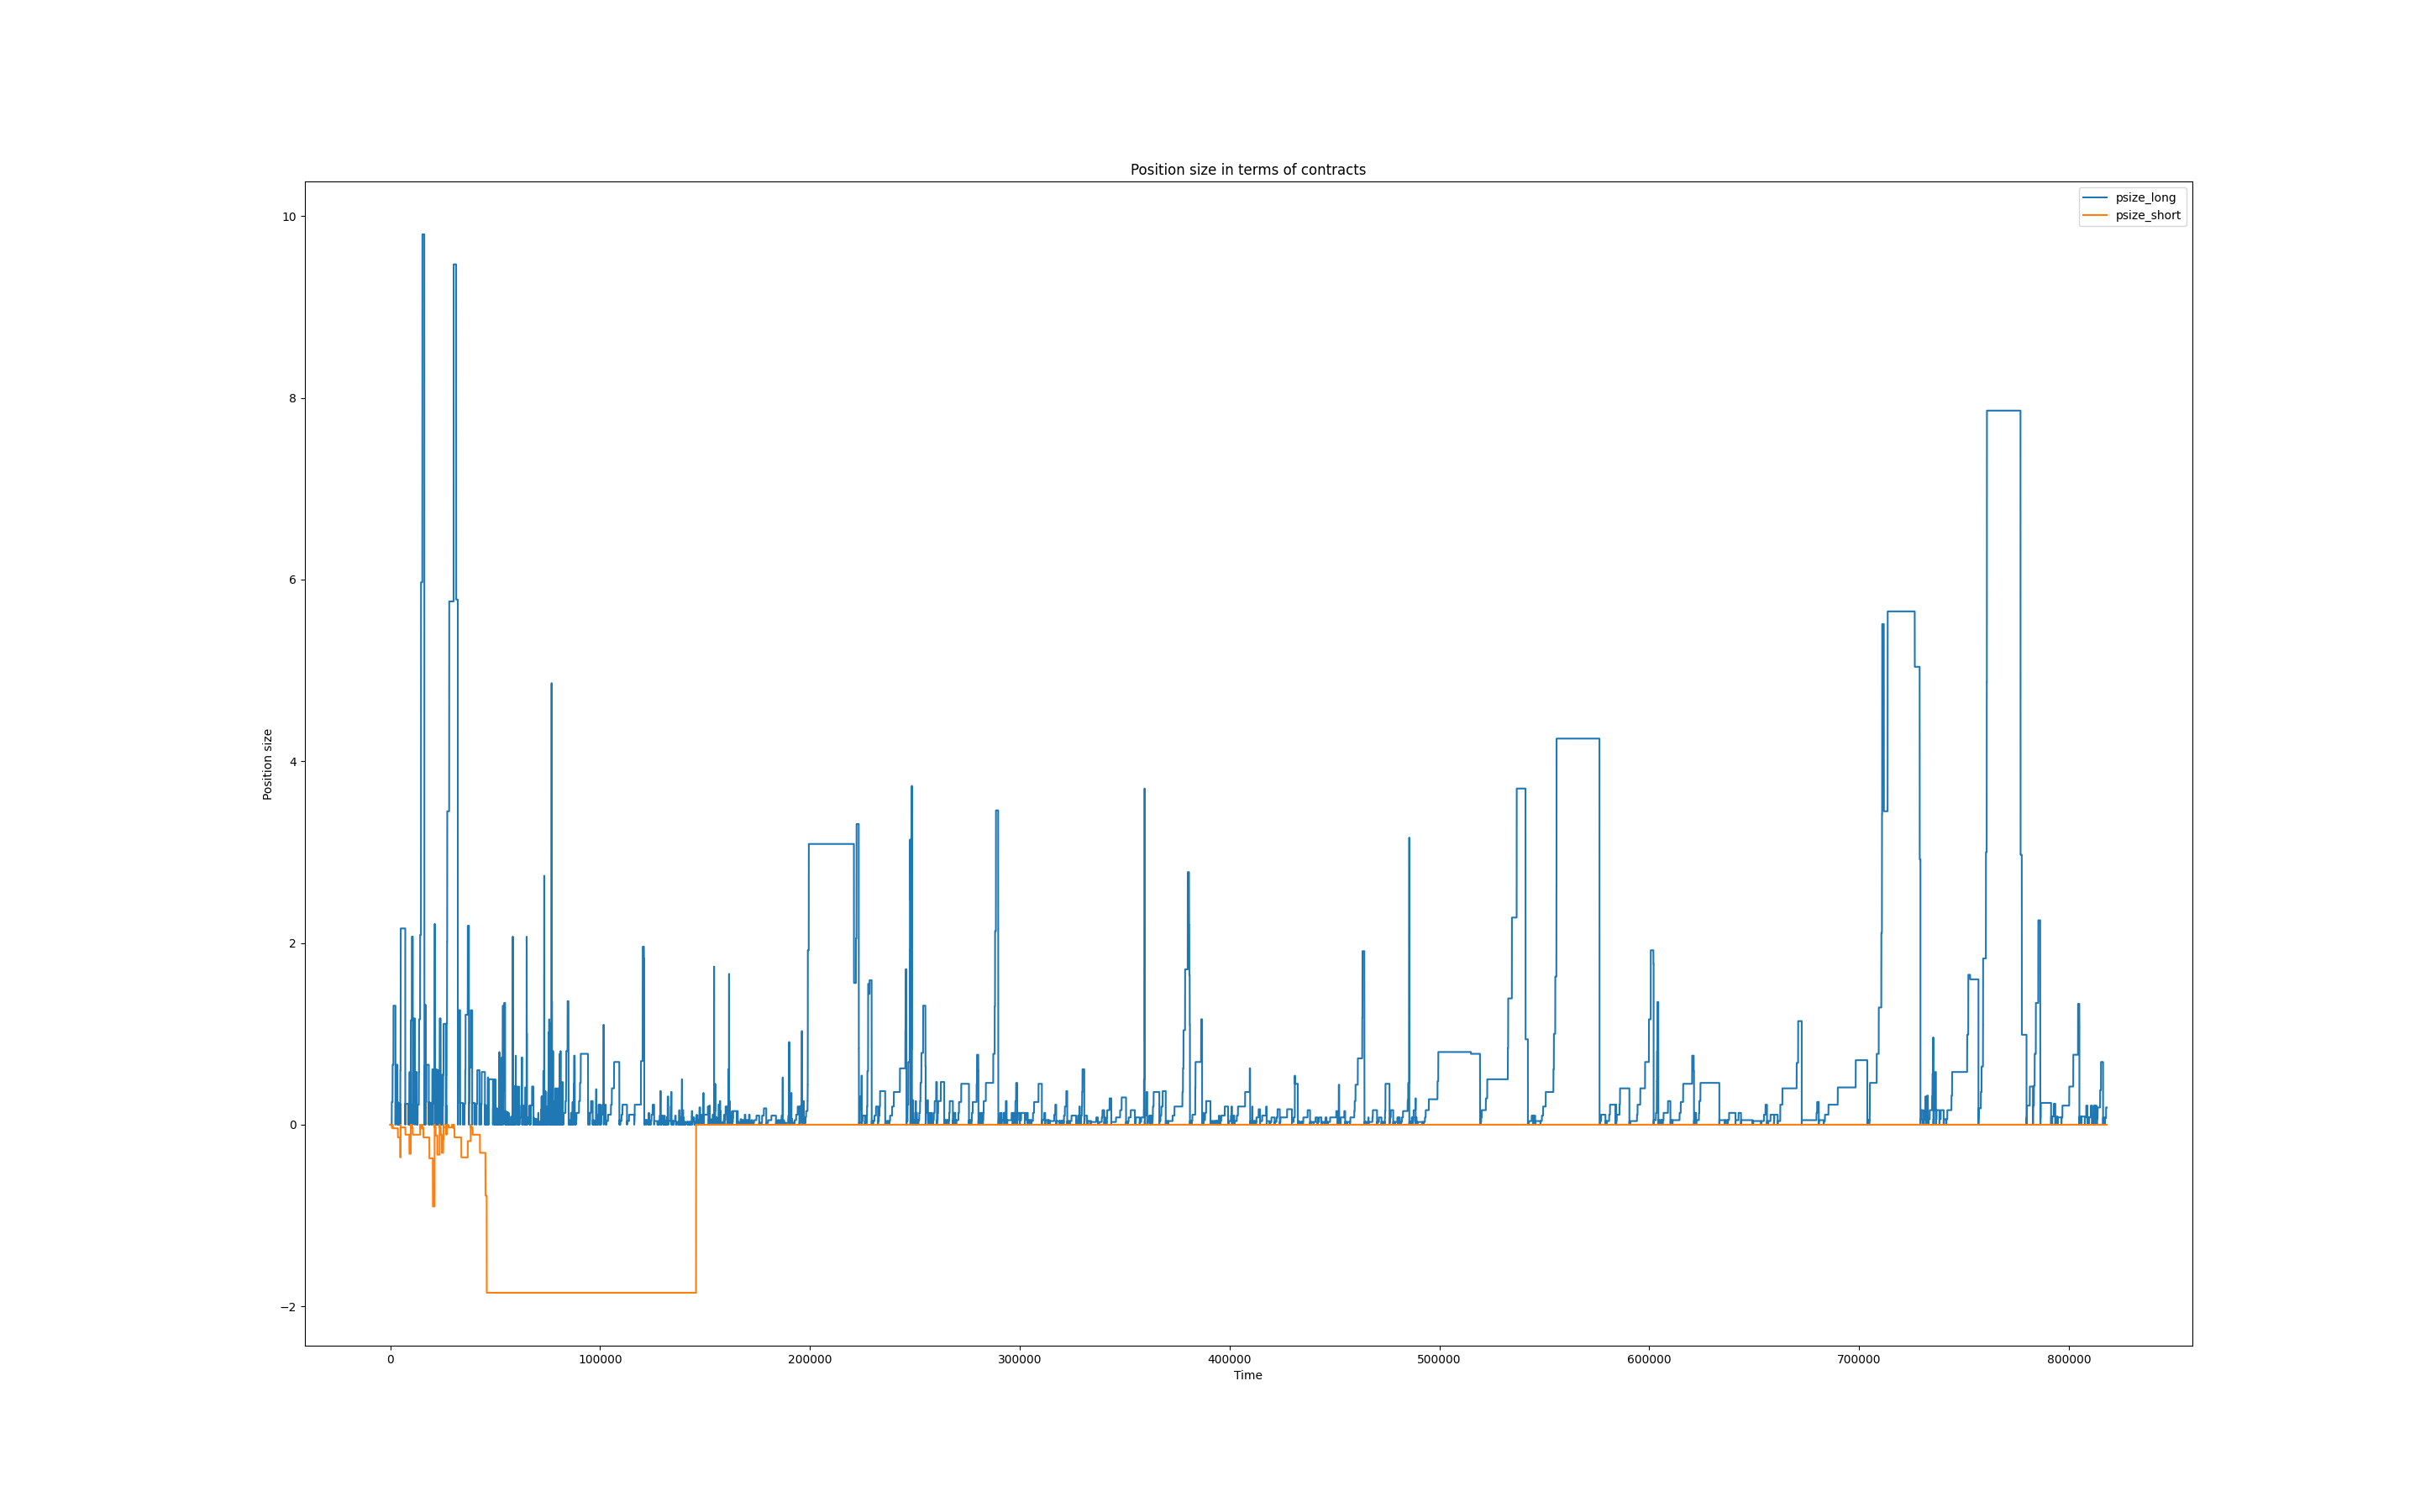 Position size in terms of contracts
psize_long
psize_short
10
8
6
4
2
0
−2
Position size
0 100000 200000 300000 400000 500000 600000 700000 800000
Time